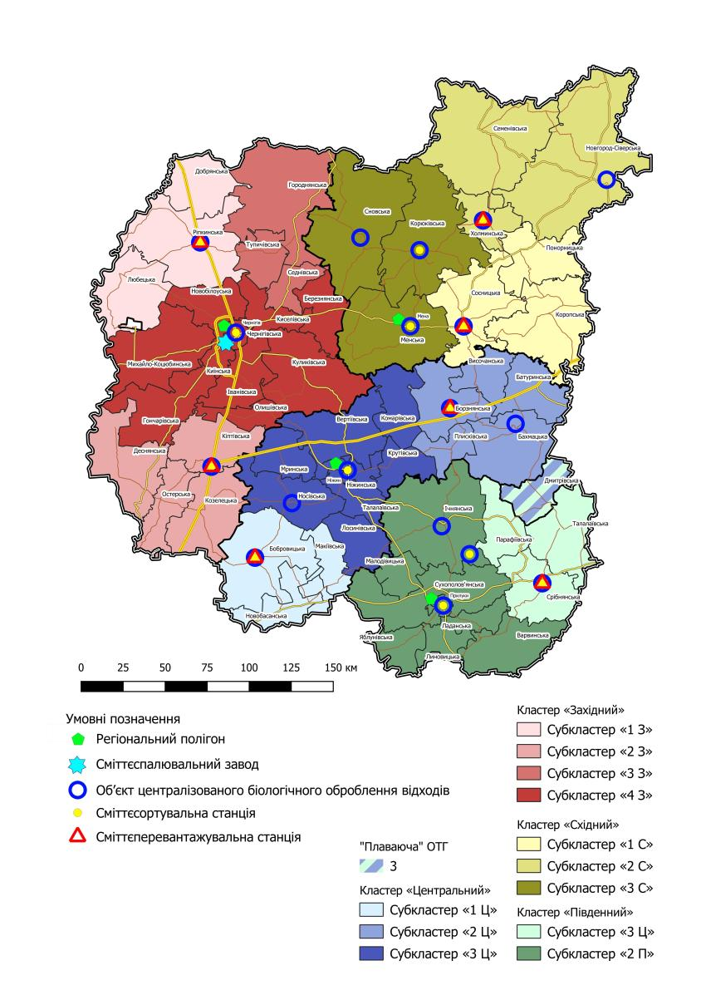 Семенівська
Новгород-Сіверська
Добрянська
Городнянська
Сновська
Корюківська
Ріпкинська
Холминська
Тупичівська
Понорницька
Седнівська
Любецька
Новобілоуська
Сосницька
Березнянська
Коропська
Киселівська
Мена
Чернігів
Чернігівська
Менська
Михайло-Коцюбинська
Куликівська
Височанська
Киїнська
Батуринська
Іванівська
Олишівська
Борзнянська
Вертіївська
Комарівська
Гончарівська
Кіптівська
Плисківська
Бахмацька
Деснянська
Крутівська
Мринська
Ніжин
Дмитрівська
Ніжинська
Остерська
Носівська
Козелецька
Талалаївська
Ічнянська
Талалаївська
Лосинівська
Парафіївська
Бобровицька
Макіївська
Малодівицька
Сухополов'янська
Прилуки
Срібнянська
Новобасанська
Ладанська
Яблунівська
Варвинська
Линовицька
0 25 50 75 100 125 150 км
Умовні позначення
Регіональний полігон
Сміттєспалювальний завод
Об'єкт централізованого біологічного оброблення відходів
Сміттєсортувальна станція
Сміттєперевантажувальна станція
"Плаваюча" ОТГ
3
Кластер «Центральний»
Субкластер «1 Ц»
Субкластер «2 Ц»
Субкластер «3 Ц»
Кластер «Західний»
Субкластер «1 З»
Субкластер «2 З»
Субкластер «3 З»
Субкластер «4 З»
Кластер «Східний»
Субкластер «1 С»
Субкластер «2 С»
Субкластер «3 С»
Кластер «Південний»
Субкластер «3 Ц»
Субкластер «2 П»